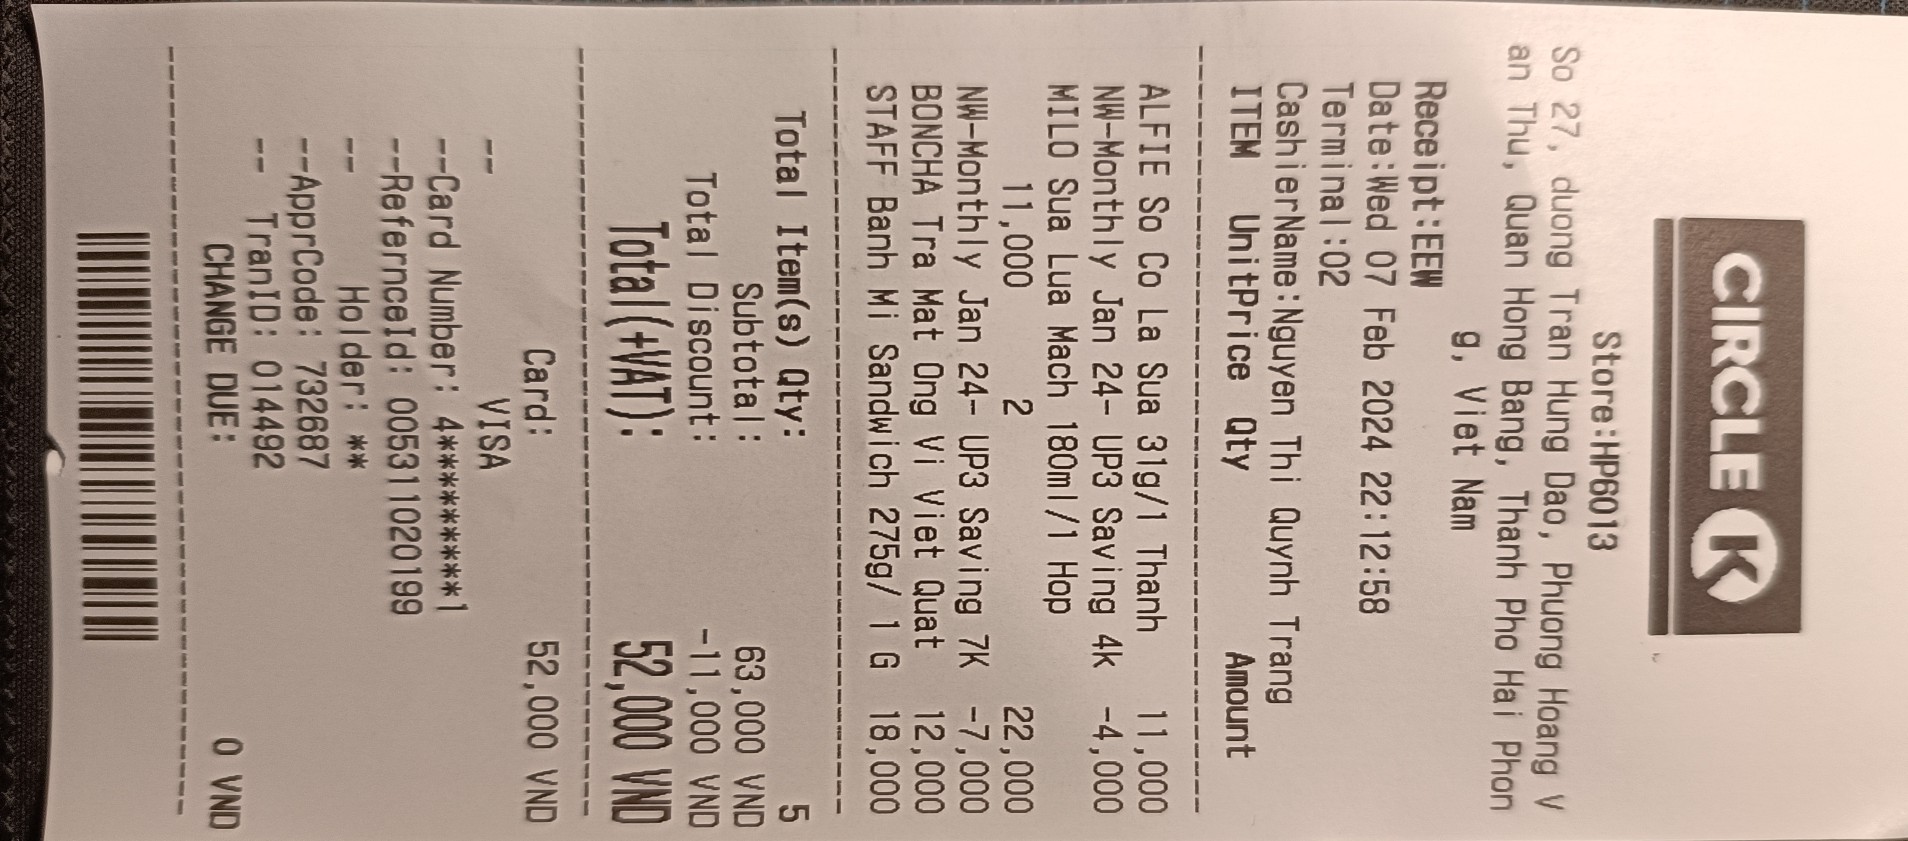 CIRCLE K
Store:HP6013
So 27, duong Tran Hung Dao, Phuong Hoang V
an Thu, Quan Hong Bang, Thanh Pho Hai Phon
g, Viet Nam
Receipt:EEW
Date:Wed 07 Feb 2024 22:12:58
Terminal:02
CashierName:Nguyen Thi Quynh Trang
ITEM UnitPrice Qty Amount
ALFIE So Co La Sua 31g/1 Thanh 11,000
NW-Monthly Jan 24- UP3 Saving 4k -4,000
MILO Sua Lua Mach 180ml/1 Hop
11,000 2 22,000
NW-Monthly Jan 24- UP3 Saving 7K -7,000
BONCHA Tra Mat Ong Vi Viet Quat 12,000
STAFF Banh Mi Sandwich 275g/ 1 G 18,000
Total Item(s) Qty: 5
Subtotal: 63,000 VND
Total Discount: -11,000 VND
Total(+VAT): 52,000 VND
Card: 52,000 VND
-- VISA
--Card Number: 4*********1
--RefernceId: 005311020199
-- Holder: **
--ApprCode: 732687
-- TranID: 014492
CHANGE DUE: 0 VND